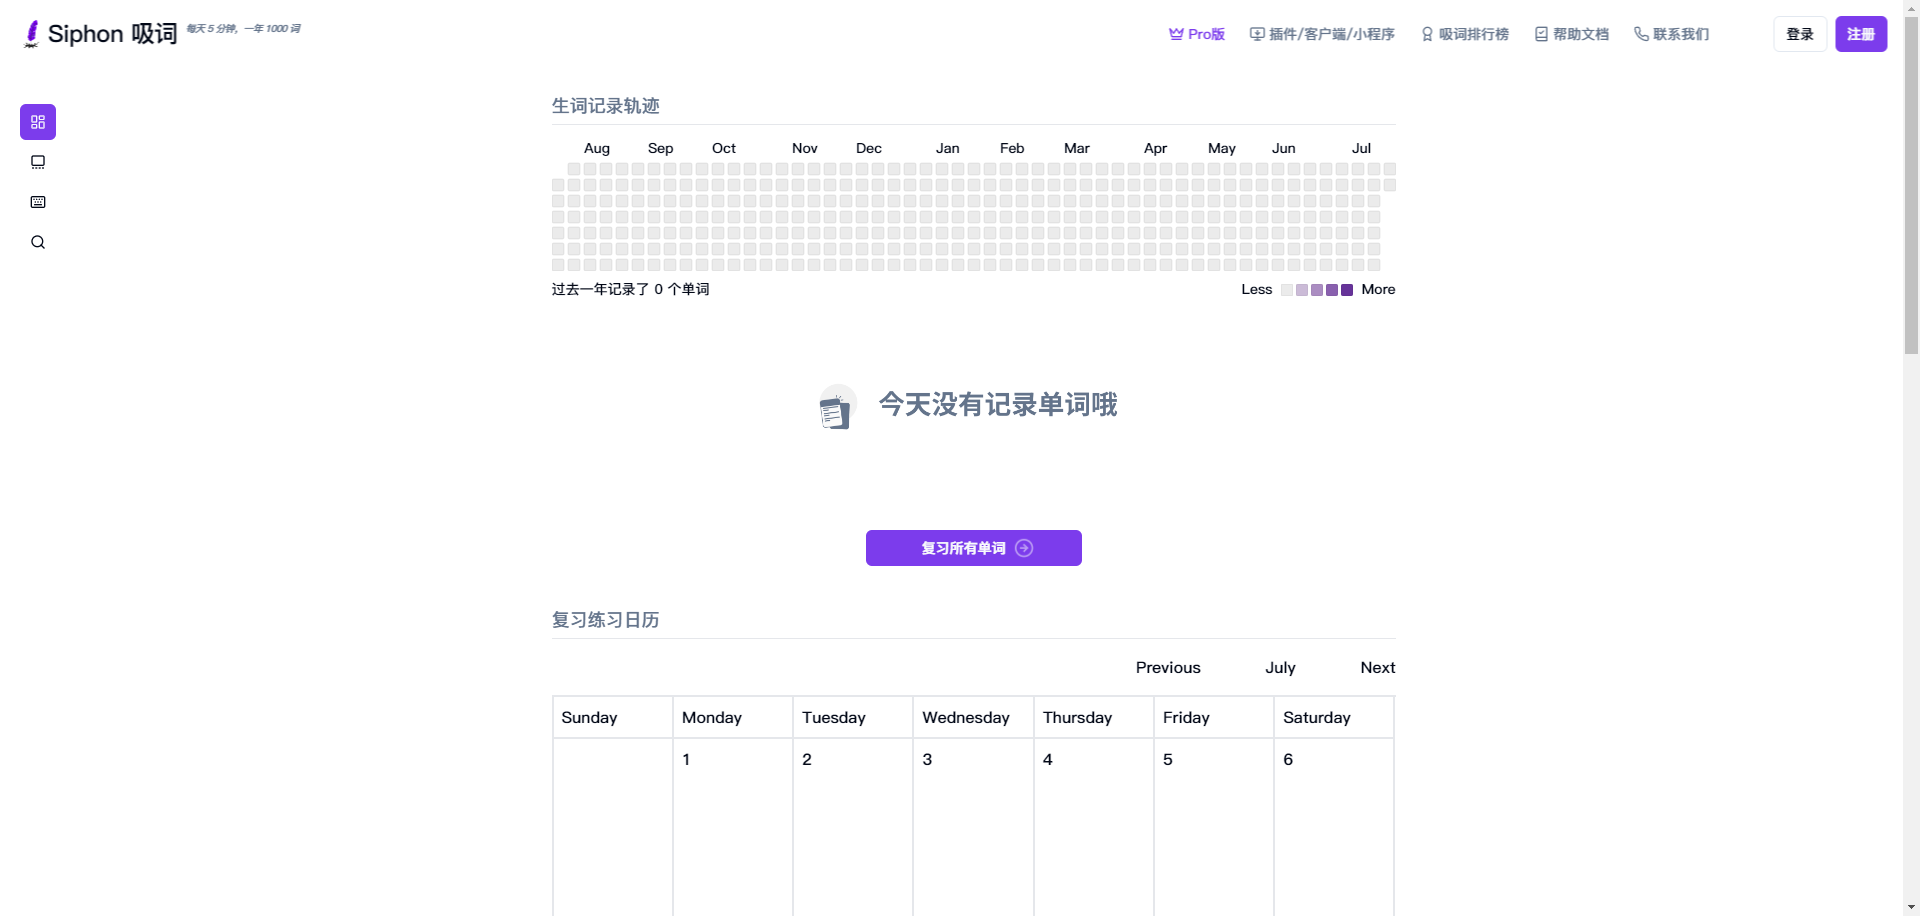 Siphon 吸词 每天 5 分钟，一年 1000 词
Pro版 插件/客户端/小程序 吸词排行榜 帮助文档 联系我们 登录 注册
生词记录轨迹
Aug Sep Oct Nov Dec Jan Feb Mar Apr May Jun Jul
过去一年记录了 0 个单词 Less More
今天没有记录单词哦
复习所有单词
复习练习日历
Previous July Next
Sunday Monday Tuesday Wednesday Thursday Friday Saturday
1 2 3 4 5 6